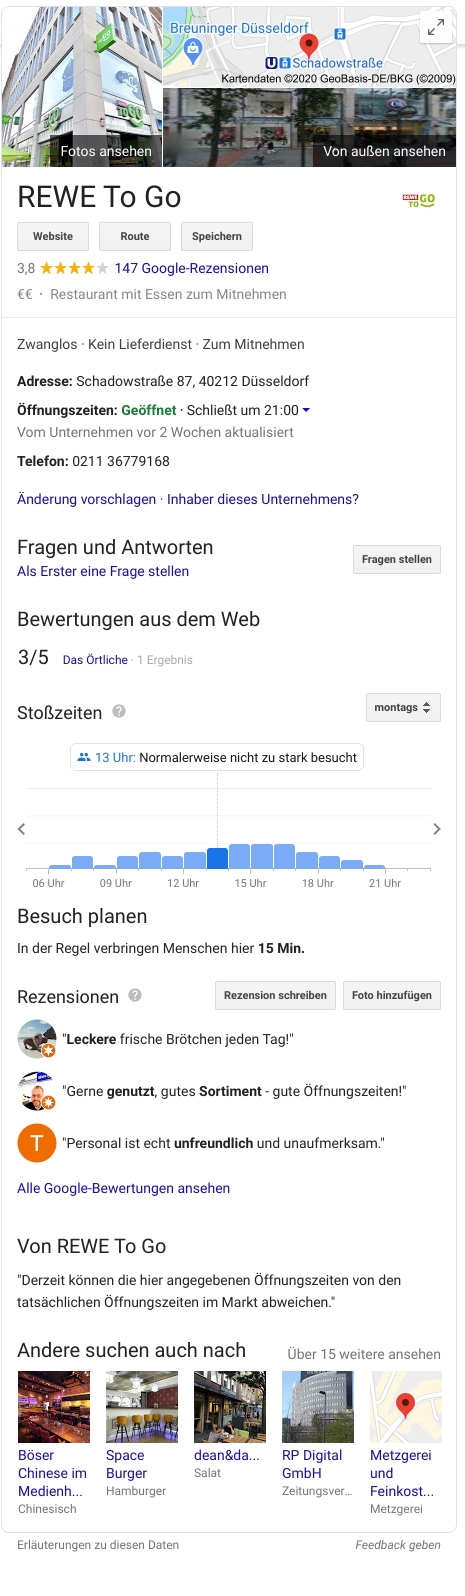 Breuninger Düsseldorf
Schadowstraße
Kartendaten ©2020 GeoBasis-DE/BKG (©2009)
Fotos ansehen
Von außen ansehen
REWE To Go
REWE
TO GO
Website
Route
Speichern
3,8 147 Google-Rezensionen
€€ · Restaurant mit Essen zum Mitnehmen
Zwanglos · Kein Lieferdienst · Zum Mitnehmen
Adresse: Schadowstraße 87, 40212 Düsseldorf
Öffnungszeiten: Geöffnet · Schließt um 21:00
Vom Unternehmen vor 2 Wochen aktualisiert
Telefon: 0211 36779168
Änderung vorschlagen · Inhaber dieses Unternehmens?
Fragen und Antworten
Fragen stellen
Als Erster eine Frage stellen
Bewertungen aus dem Web
3/5 Das Örtliche · 1 Ergebnis
Stoßzeiten
montags
13 Uhr: Normalerweise nicht zu stark besucht
06 Uhr 09 Uhr 12 Uhr 15 Uhr 18 Uhr 21 Uhr
Besuch planen
In der Regel verbringen Menschen hier 15 Min.
Rezensionen
Rezension schreiben
Foto hinzufügen
"Leckere frische Brötchen jeden Tag!"
"Gerne genutzt, gutes Sortiment - gute Öffnungszeiten!"
T
"Personal ist echt unfreundlich und unaufmerksam."
Alle Google-Bewertungen ansehen
Von REWE To Go
"Derzeit können die hier angegebenen Öffnungszeiten von den
tatsächlichen Öffnungszeiten im Markt abweichen."
Andere suchen auch nach
Über 15 weitere ansehen
Böser
Chinese im
Medienh...
Chinesisch
Space
Burger
Hamburger
dean&da...
Salat
RP Digital
GmbH
Zeitungsver...
Metzgerei
und
Feinkost...
Metzgerei
Erläuterungen zu diesen Daten
Feedback geben